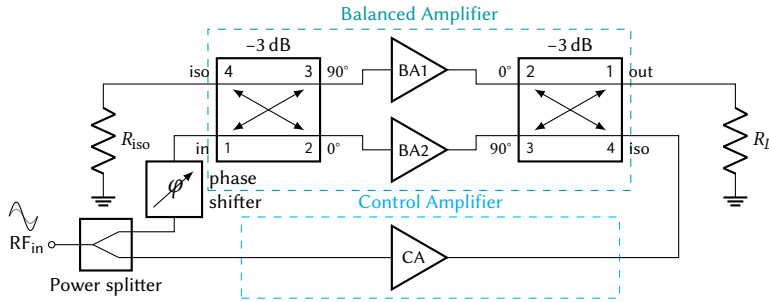 Balanced Amplifier
−3 dB
−3 dB
iso
4
3
90°
BA1
0°
2
1
out
R_iso
R_L
in
1
2
0°
BA2
90°
3
4
iso
φ
phase
shifter
Control Amplifier
RF_in
CA
Power splitter